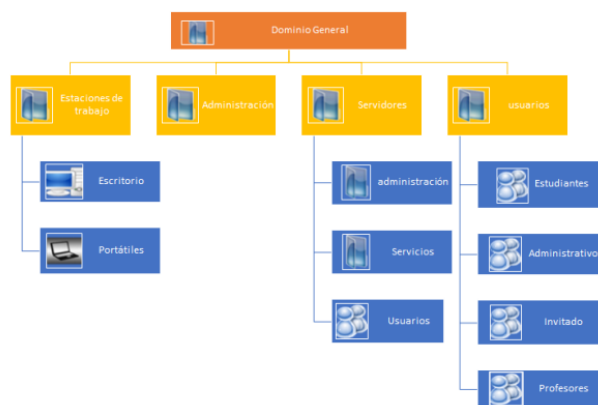 Dominio General
Estaciones de
trabajo
Administración
Servidores
usuarios
Escritorio
Portátiles
administración
Servicios
Usuarios
Estudiantes
Administrativo
Invitado
Profesores